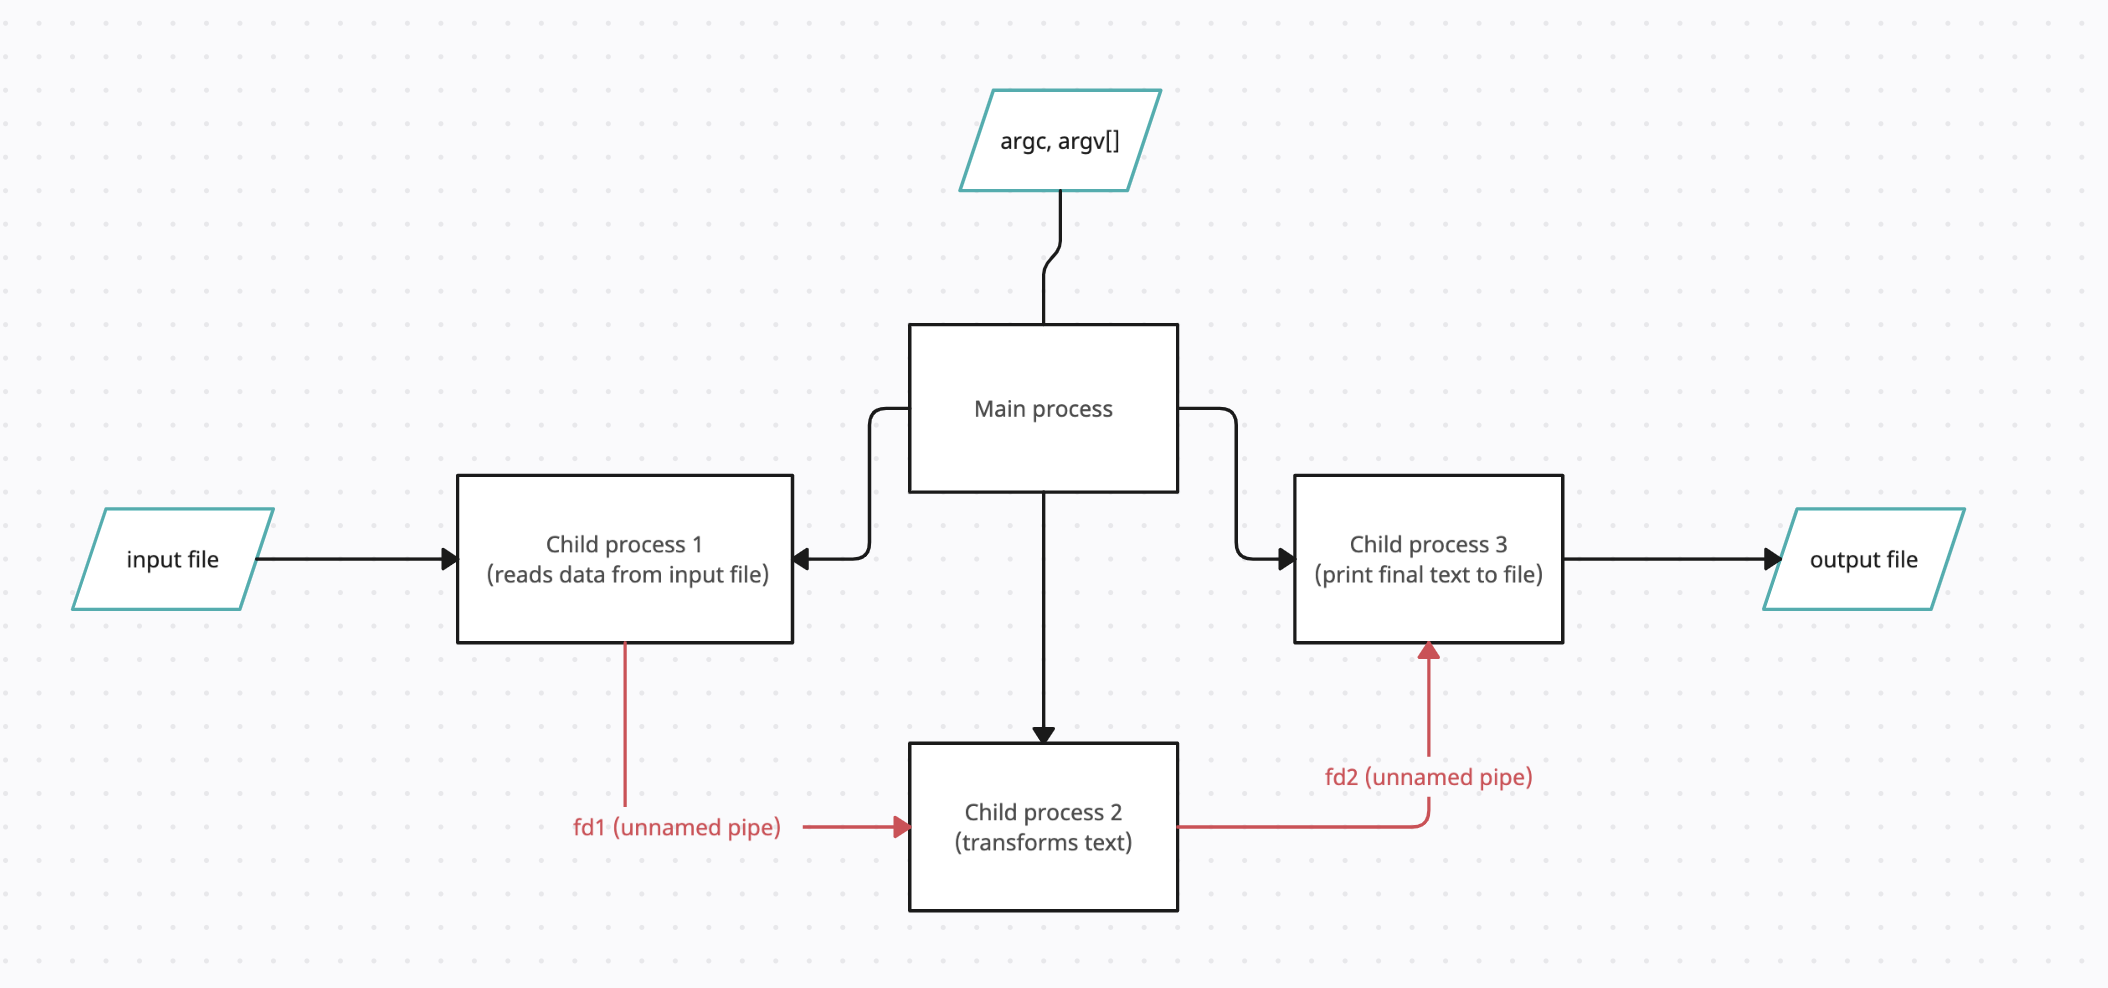 argc, argv[]
Main process
input file
Child process 1
(reads data from input file)
Child process 3
(print final text to file)
output file
fd2 (unnamed pipe)
fd1 (unnamed pipe)
Child process 2
(transforms text)